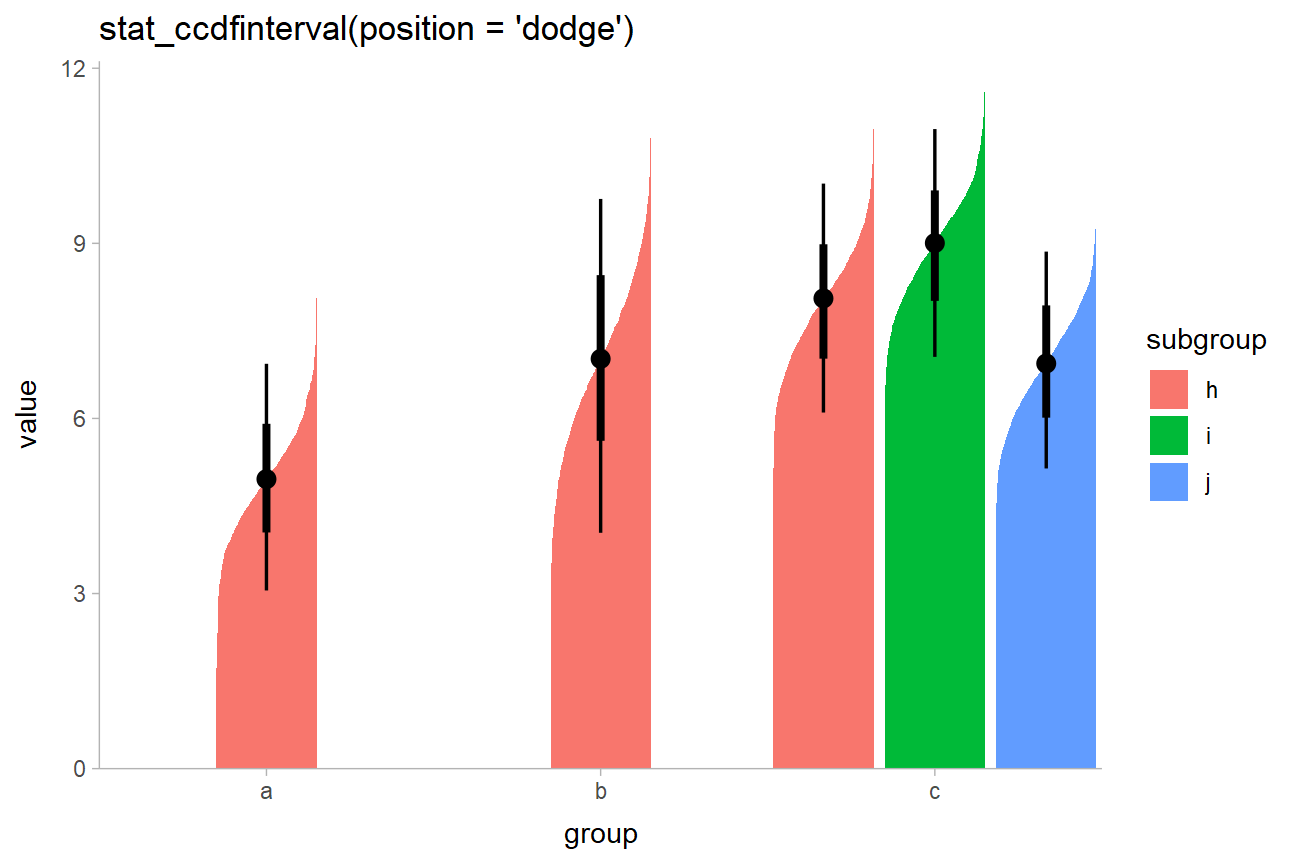 stat_ccdfinterval(position = 'dodge')
12
9
6
3
0
value
a
b
c
group
subgroup
h
i
j